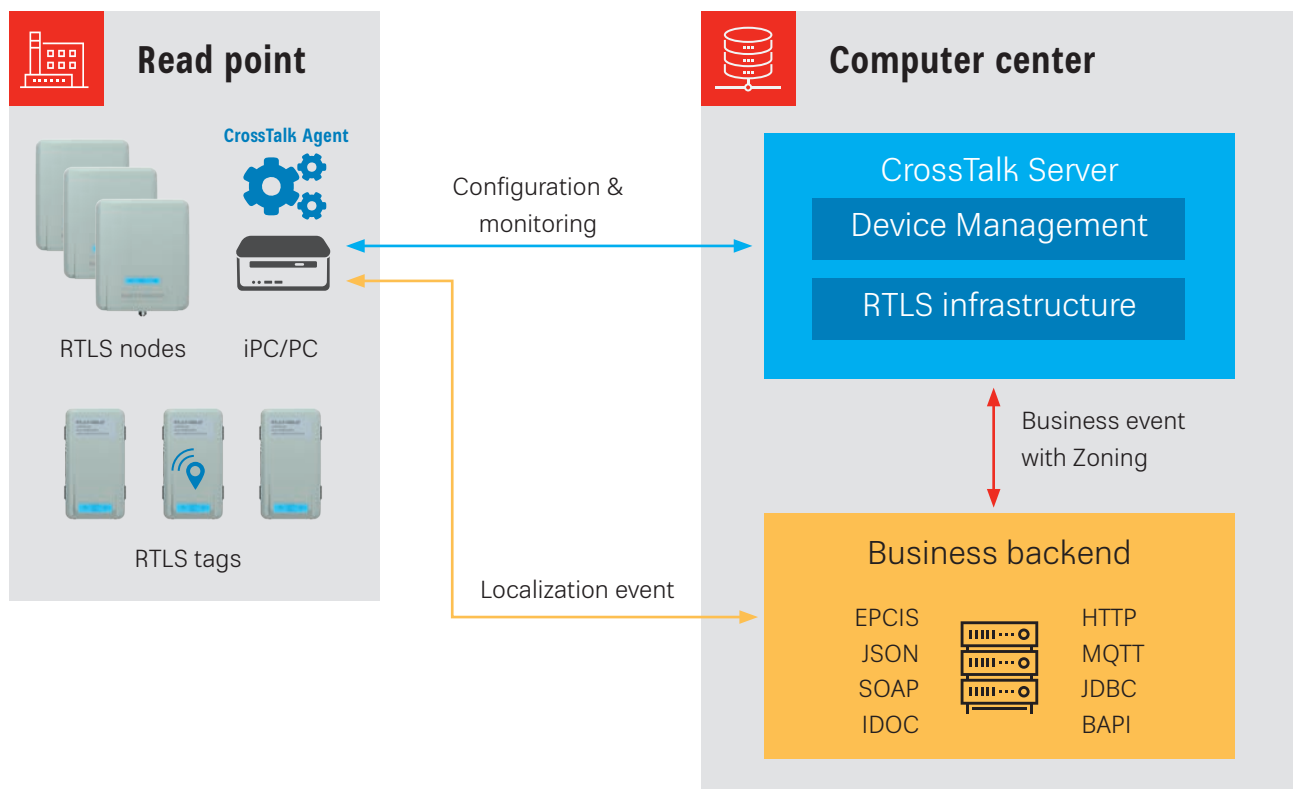 Read point
CrossTalk Agent
RTLS nodes
iPC/PC
RTLS tags
Configuration &
monitoring
Localization event
Computer center
CrossTalk Server
Device Management
RTLS infrastructure
Business event
with Zoning
Business backend
EPCIS
JSON
SOAP
IDOC
HTTP
MQTT
JDBC
BAPI